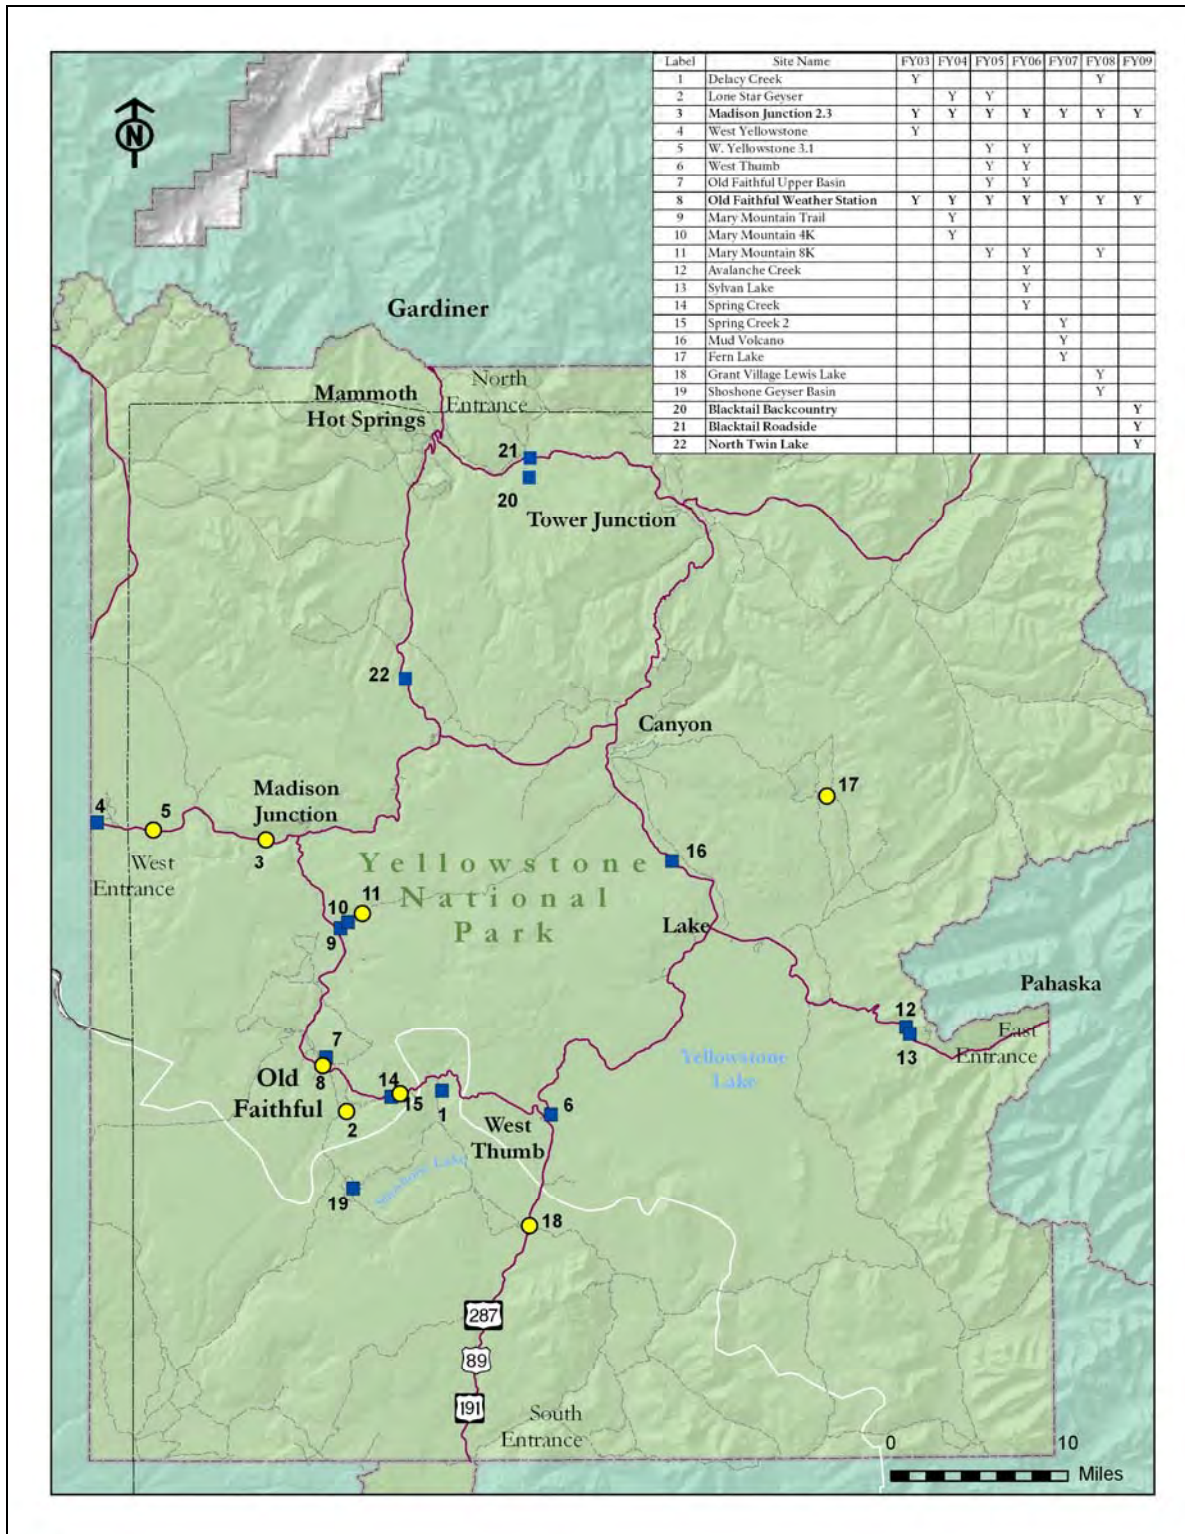 Label Site Name FY03 FY04 FY05 FY06 FY07 FY08 FY09
1 Delacy Creek Y Y
2 Lone Star Geyser Y Y
3 Madison Junction 2.3 Y Y Y Y Y Y Y
4 West Yellowstone Y
5 W. Yellowstone 3.1 Y Y
6 West Thumb Y Y
7 Old Faithful Upper Basin Y Y
8 Old Faithful Weather Station Y Y Y Y Y Y Y
9 Mary Mountain Trail Y
10 Mary Mountain 4K Y
11 Mary Mountain 8K Y Y Y
12 Avalanche Creek Y
13 Sylvan Lake Y
14 Spring Creek Y
15 Spring Creek 2 Y
16 Mud Volcano Y
17 Fern Lake Y
18 Grant Village Lewis Lake Y
19 Shoshone Geyser Basin Y
20 Blacktail Backcountry Y
21 Blacktail Roadside Y
22 North Twin Lake Y
N
Gardiner
North
Entrance
Mammoth
Hot Springs
21
20
Tower Junction
22
Canyon
Madison
Junction
17
4
5
3
West
Entrance
16
Yellowstone
National
Park
10
11
9
Lake
Pahaska
12
13
East
Entrance
7
8
Old
Faithful
14
15
1
2
Yellowstone
Lake
6
West
Thumb
Shoshone Lake
19
18
287
89
191
South
Entrance
0 10
Miles